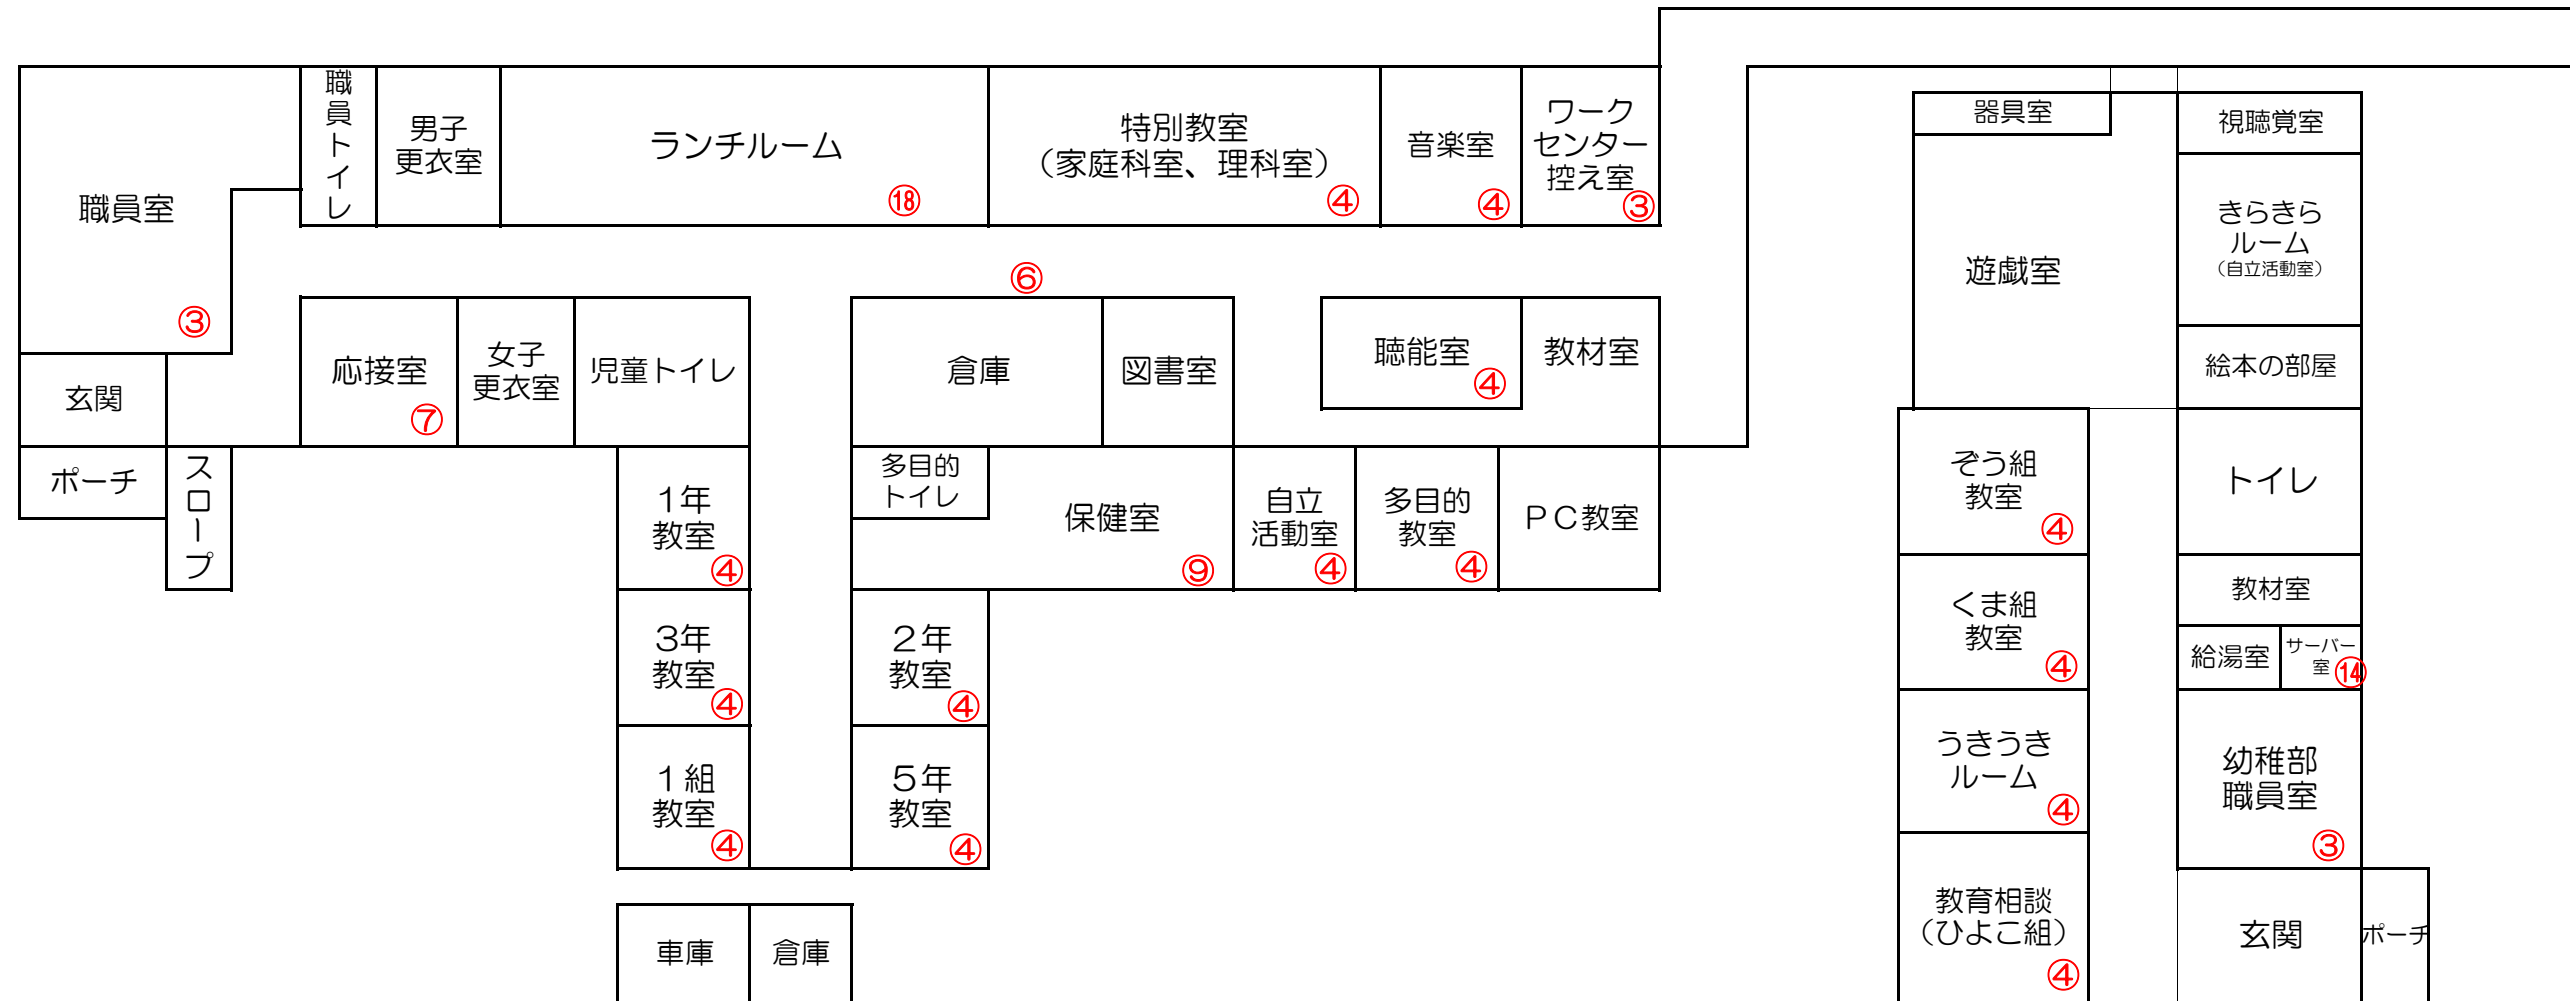 職員室
③
職員トイレ
男子
更衣室
ランチルーム
⑱
特別教室
（家庭科室、理科室）
④
音楽室
④
ワーク
センター
控え室
③
⑥
玄関
ポーチ
スロープ
応接室
⑦
女子
更衣室
児童トイレ
倉庫
図書室
聴能室
④
教材室
1年
教室
④
多目的
トイレ
保健室
⑨
自立
活動室
④
多目的
教室
④
ＰＣ教室
3年
教室
④
２年
教室
④
1組
教室
④
５年
教室
④
車庫
倉庫
器具室
遊戯室
視聴覚室
きらきら
ルーム
（自立活動室）
絵本の部屋
ぞう組
教室
④
トイレ
くま組
教室
④
教材室
給湯室
サーバー
室
⑭
うきうき
ルーム
④
幼稚部
職員室
③
教育相談
（ひよこ組）
④
玄関
ポーチ